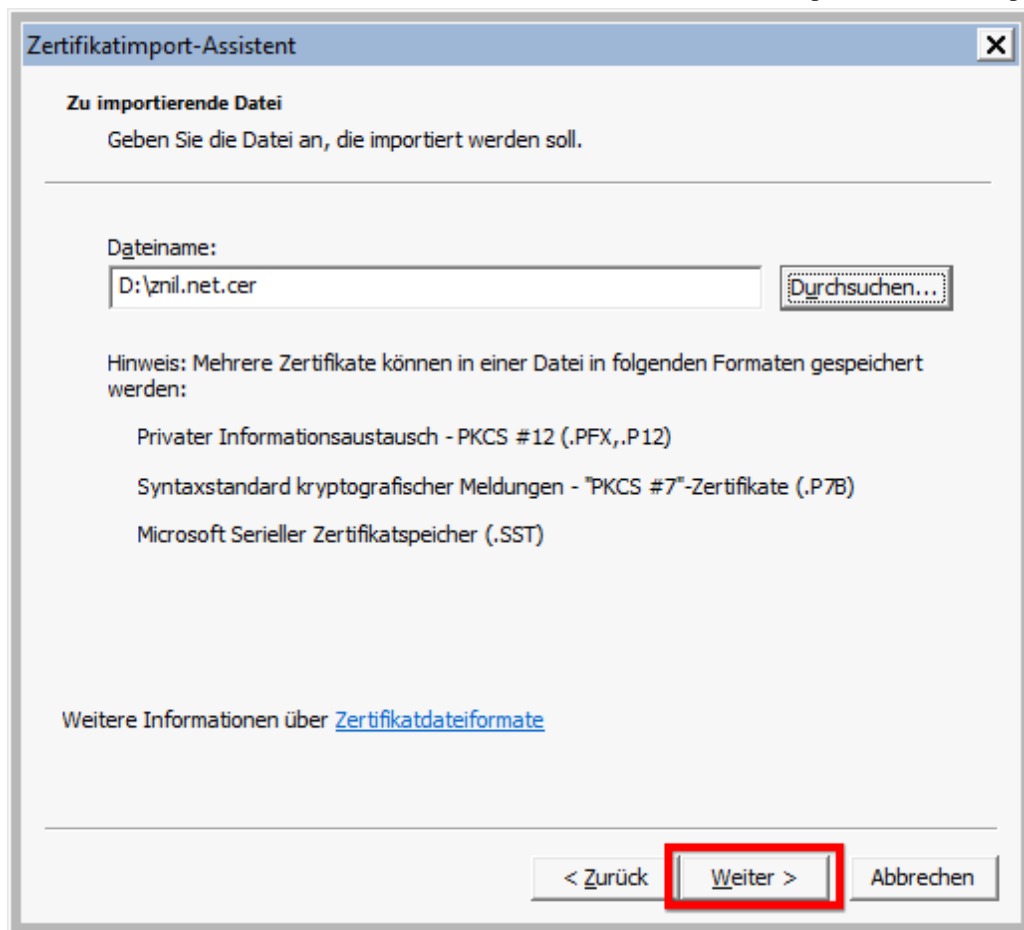 Zertifikatimport-Assistent
Zu importierende Datei
Geben Sie die Datei an, die importiert werden soll.
Dateiname:
D:\znil.net.cer
Durchsuchen...
Hinweis: Mehrere Zertifikate können in einer Datei in folgenden Formaten gespeichert
werden:
Privater Informationsaustausch - PKCS #12 (.PFX,.P12)
Syntaxstandard kryptografischer Meldungen - "PKCS #7"-Zertifikate (.P7B)
Microsoft Serieller Zertifikatspeicher (.SST)
Weitere Informationen über Zertifikatdateiformate
< Zurück
Weiter >
Abbrechen